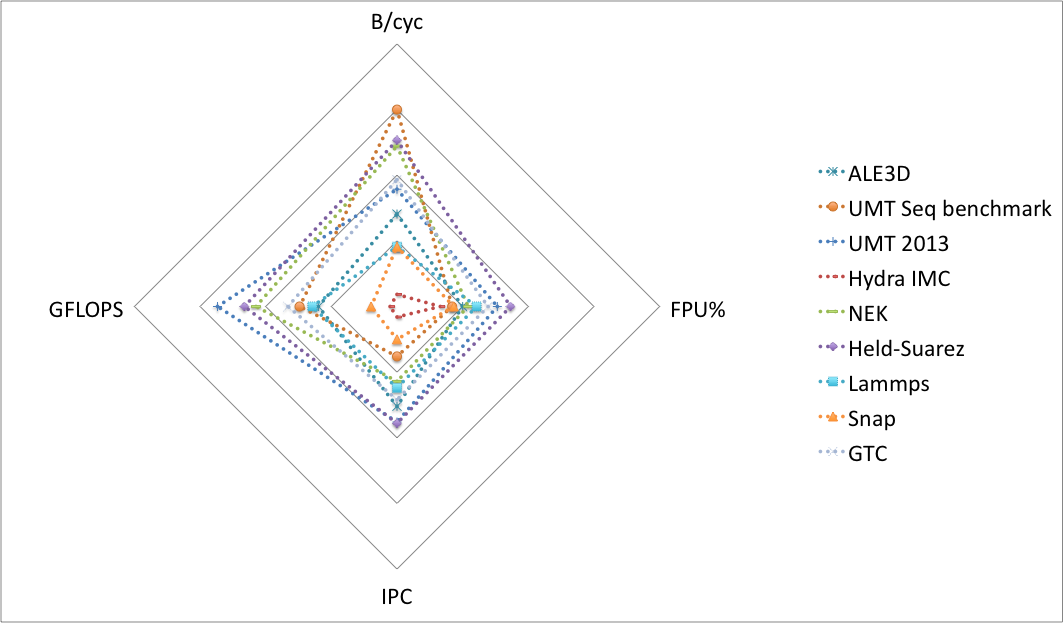 B/cyc
GFLOPS
FPU%
IPC
ALE3D
UMT Seq benchmark
UMT 2013
Hydra IMC
NEK
Held-Suarez
Lammps
Snap
GTC